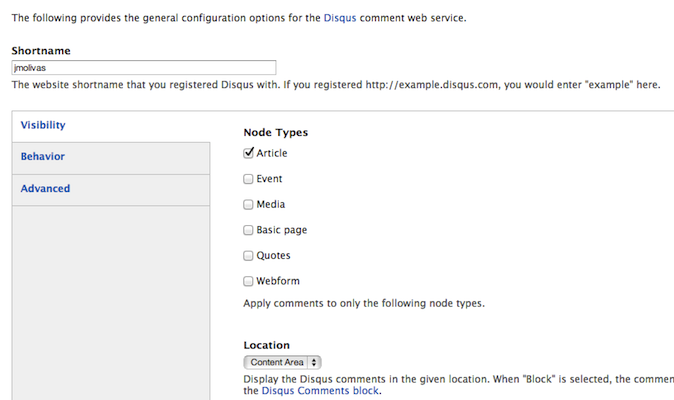 The following provides the general configuration options for the Disqus comment web service.
Shortname
jmolivas
The website shortname that you registered Disqus with. If you registered http://example.disqus.com, you would enter "example" here.
Visibility
Behavior
Advanced
Node Types
Article
Event
Media
Basic page
Quotes
Webform
Apply comments to only the following node types.
Location
Content Area
Display the Disqus comments in the given location. When "Block" is selected, the
the Disqus Comments block.